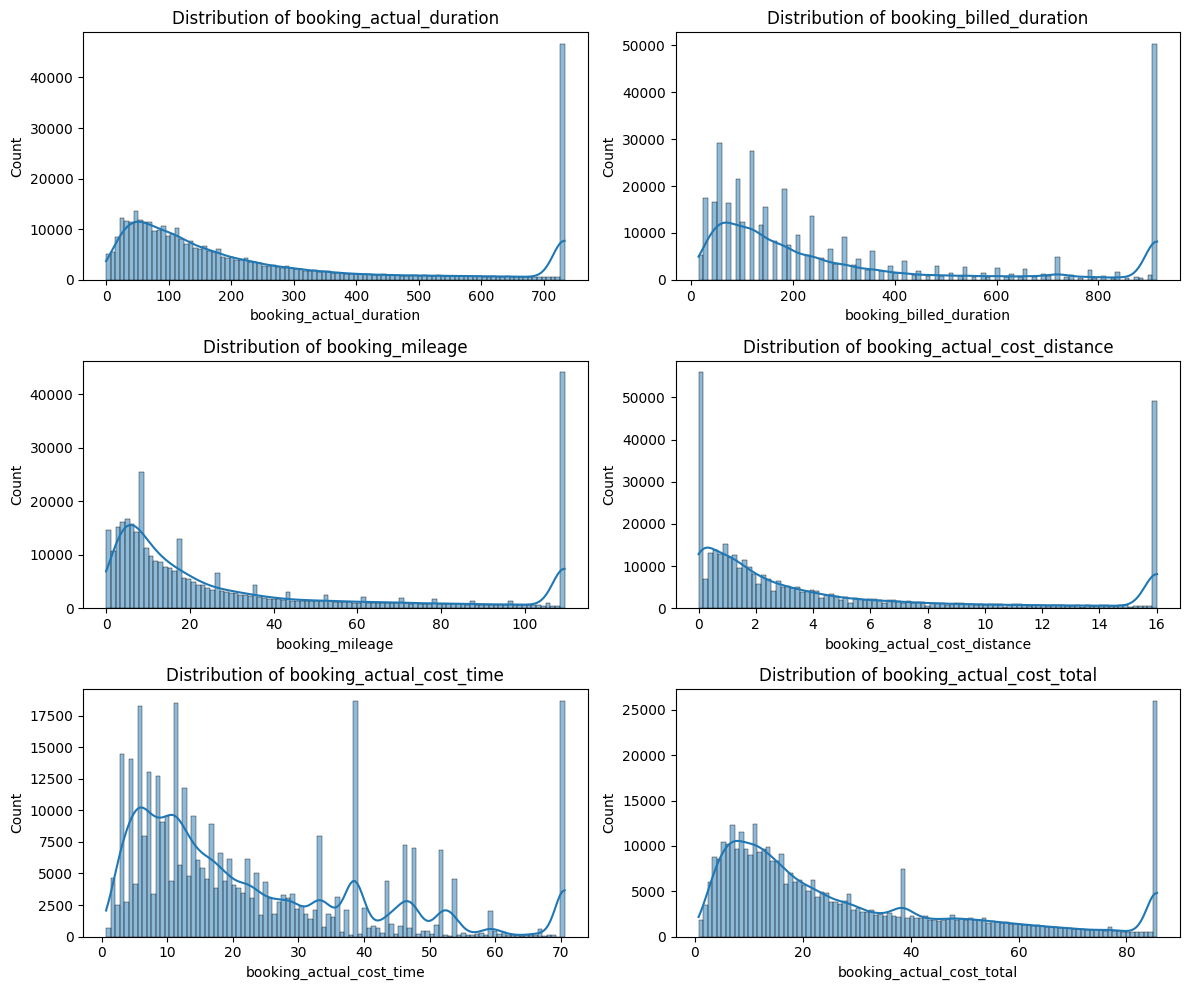 Distribution of booking_actual_duration
Count
40000
30000
20000
10000
0
0 100 200 300 400 500 600 700
booking_actual_duration
Distribution of booking_billed_duration
Count
50000
40000
30000
20000
10000
0
0 200 400 600 800
booking_billed_duration
Distribution of booking_mileage
Count
40000
30000
20000
10000
0
0 20 40 60 80 100
booking_mileage
Distribution of booking_actual_cost_distance
Count
50000
40000
30000
20000
10000
0
0 2 4 6 8 10 12 14 16
booking_actual_cost_distance
Distribution of booking_actual_cost_time
Count
17500
15000
12500
10000
7500
5000
2500
0
0 10 20 30 40 50 60 70
booking_actual_cost_time
Distribution of booking_actual_cost_total
Count
25000
20000
15000
10000
5000
0
0 20 40 60 80
booking_actual_cost_total